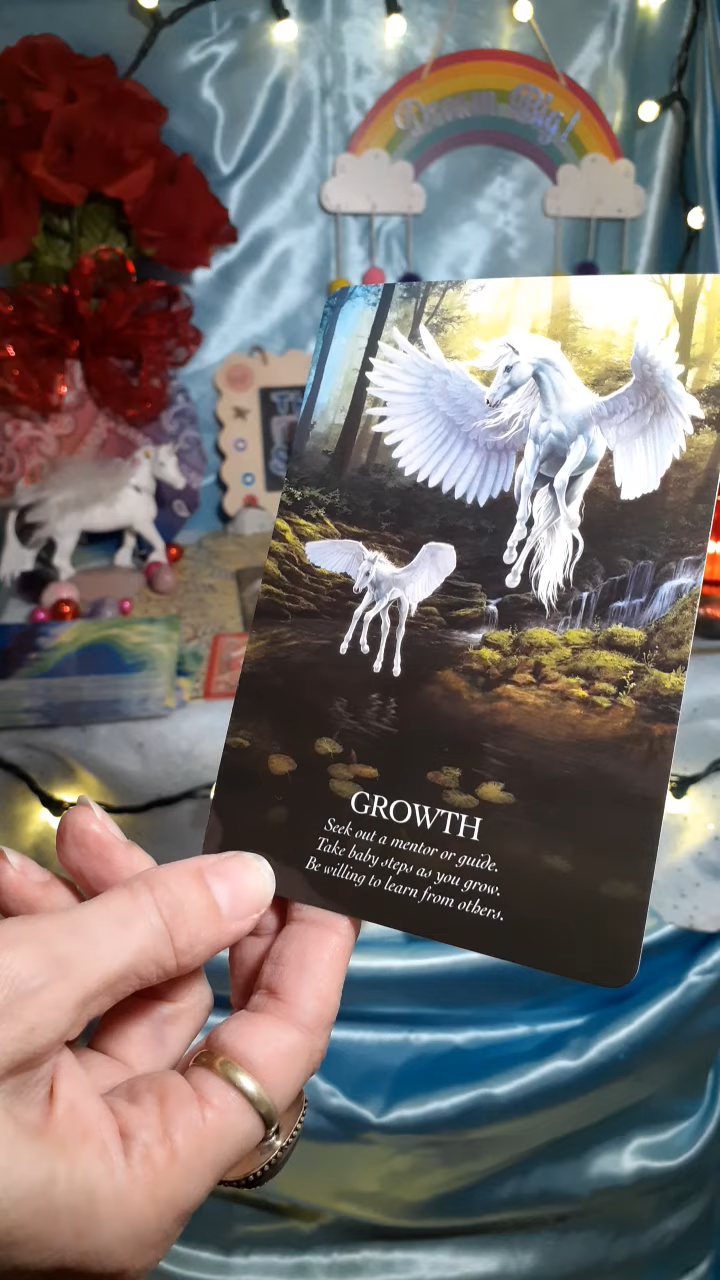 Dream Big!
GROWTH
Seek out a mentor or guide.
Take baby steps as you grow.
Be willing to learn from others.